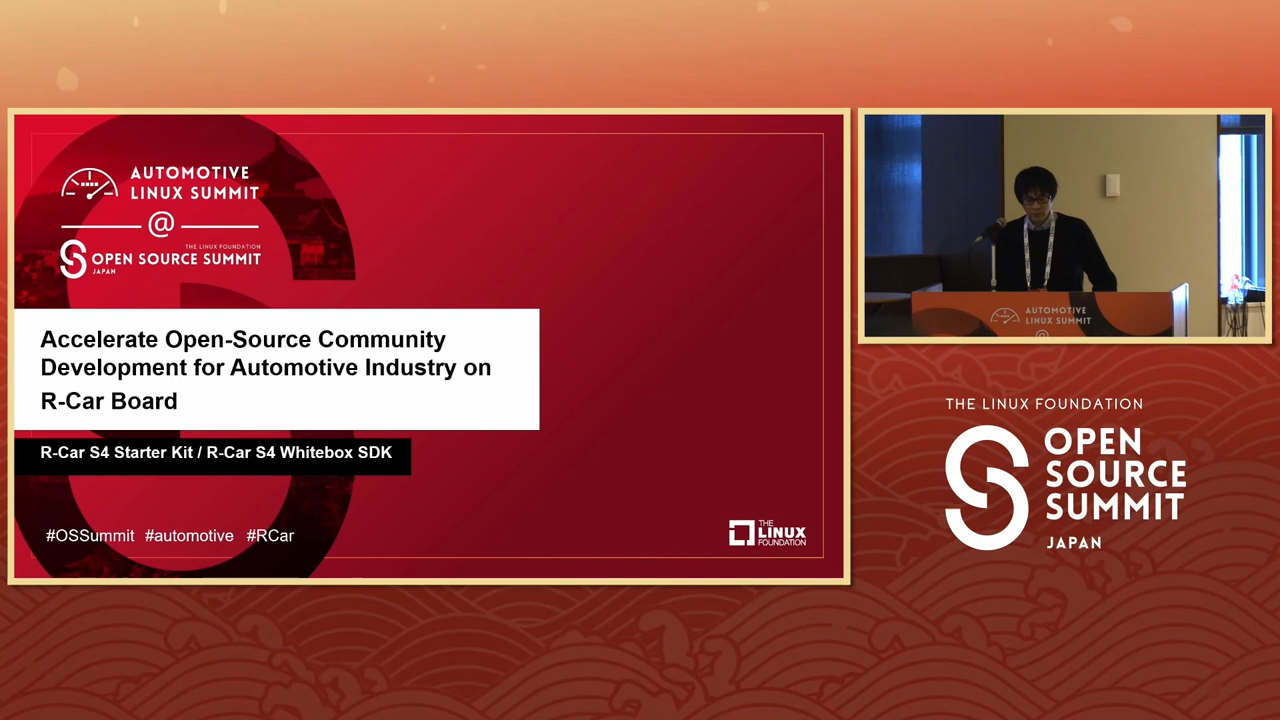 AUTOMOTIVE
LINUX SUMMIT
@
THE LINUX FOUNDATION
OPEN SOURCE SUMMIT
JAPAN
Accelerate Open-Source Community
Development for Automotive Industry on
R-Car Board
R-Car S4 Starter Kit / R-Car S4 Whitebox SDK
#OSSummit #automotive #RCar
THE
LINUX
FOUNDATION
AUTOMOTIVE
LINUX SUMMIT
THE LINUX FOUNDATION
OPEN
SOURCE
SUMMIT
JAPAN